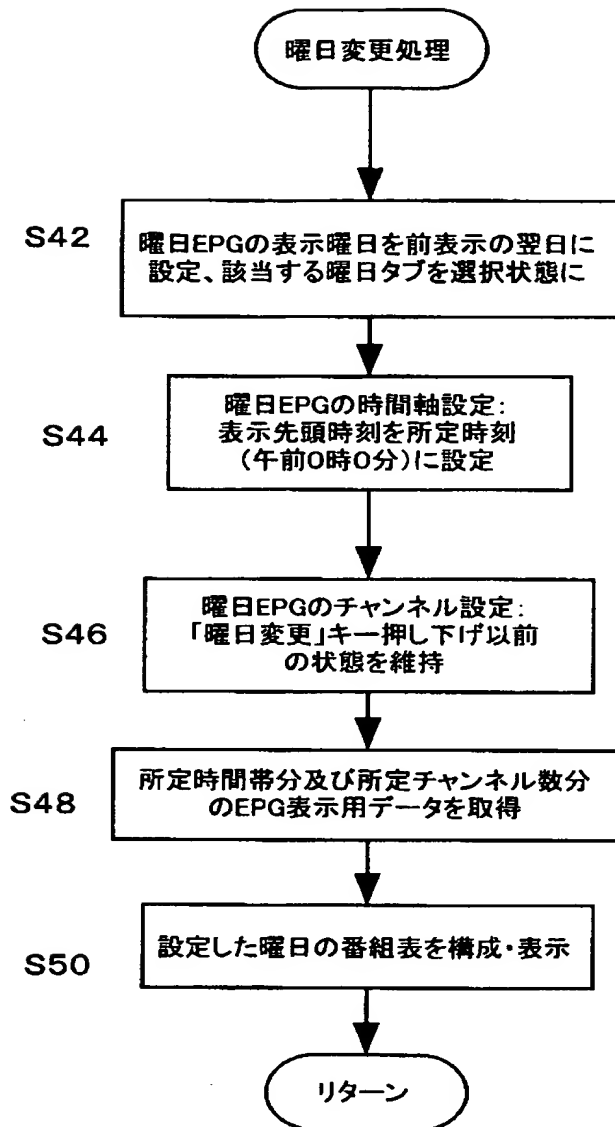 曜日変更処理
S42
曜日EPGの表示曜日を前表示の翌日に
設定、該当する曜日タブを選択状態に
S44
曜日EPGの時間軸設定:
表示先頭時刻を所定時刻
(午前0時0分)に設定
S46
曜日EPGのチャンネル設定:
「曜日変更」キー押し下げ以前
の状態を維持
S48
所定時間帯分及び所定チャンネル数分
のEPG表示用データを取得
S50
設定した曜日の番組表を構成・表示
リターン